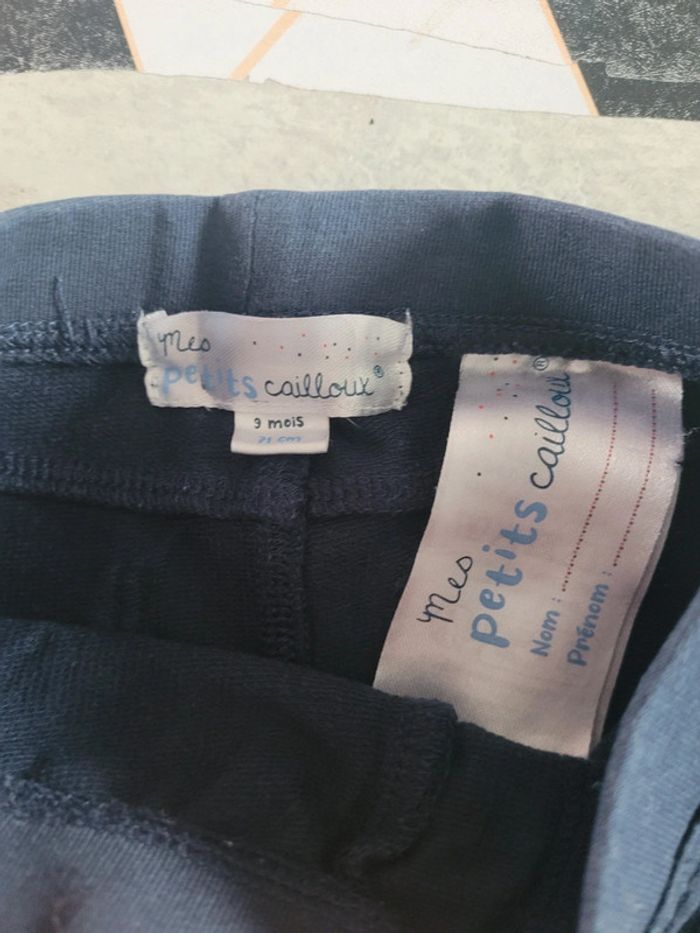 mes
petits cailloux®
9 mois
71 cm
mes
petits cailloux®
Nom :
Prénom :